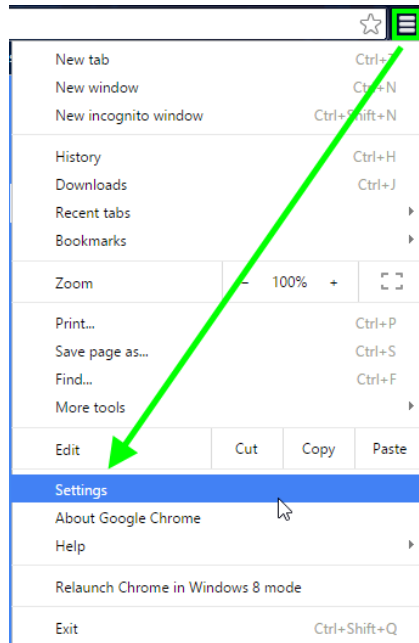 New tab Ctrl+T
New window Ctrl+N
New incognito window Ctrl+Shift+N
History Ctrl+H
Downloads Ctrl+J
Recent tabs
Bookmarks
Zoom - 100% +
Print... Ctrl+P
Save page as... Ctrl+S
Find... Ctrl+F
More tools
Edit Cut Copy Paste
Settings
About Google Chrome
Help
Relaunch Chrome in Windows 8 mode
Exit Ctrl+Shift+Q